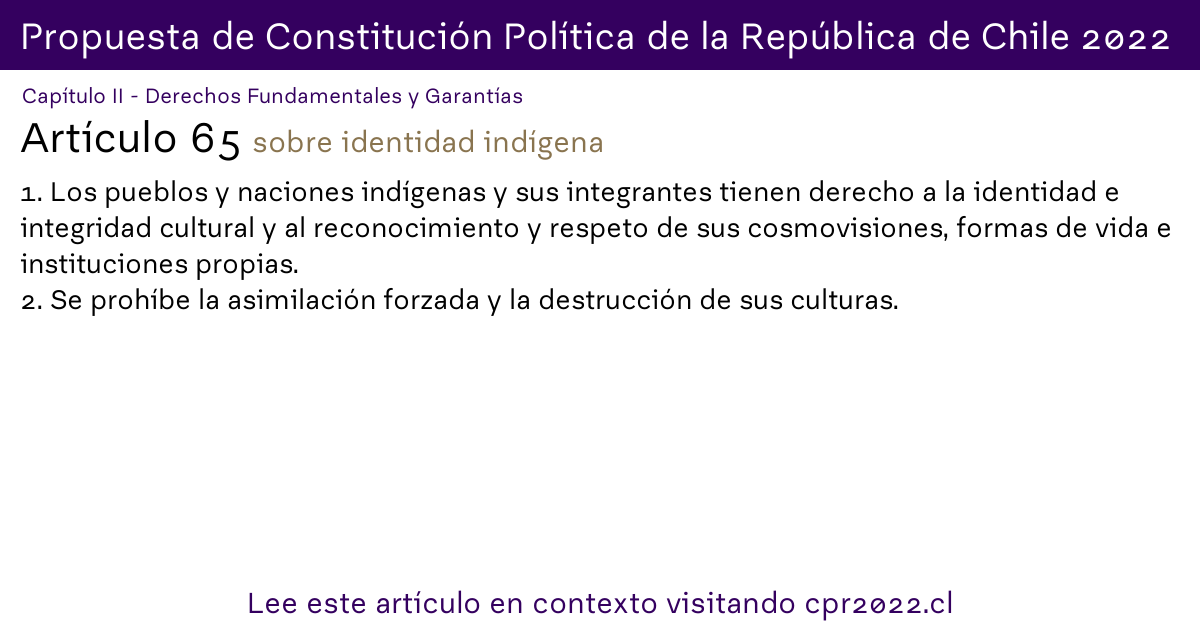 Propuesta de Constitución Política de la República de Chile 2022
Capítulo II - Derechos Fundamentales y Garantías
Artículo 65 sobre identidad indígena
1. Los pueblos y naciones indígenas y sus integrantes tienen derecho a la identidad e
integridad cultural y al reconocimiento y respeto de sus cosmovisiones, formas de vida e
instituciones propias.
2. Se prohíbe la asimilación forzada y la destrucción de sus culturas.
Lee este artículo en contexto visitando cpr2022.cl